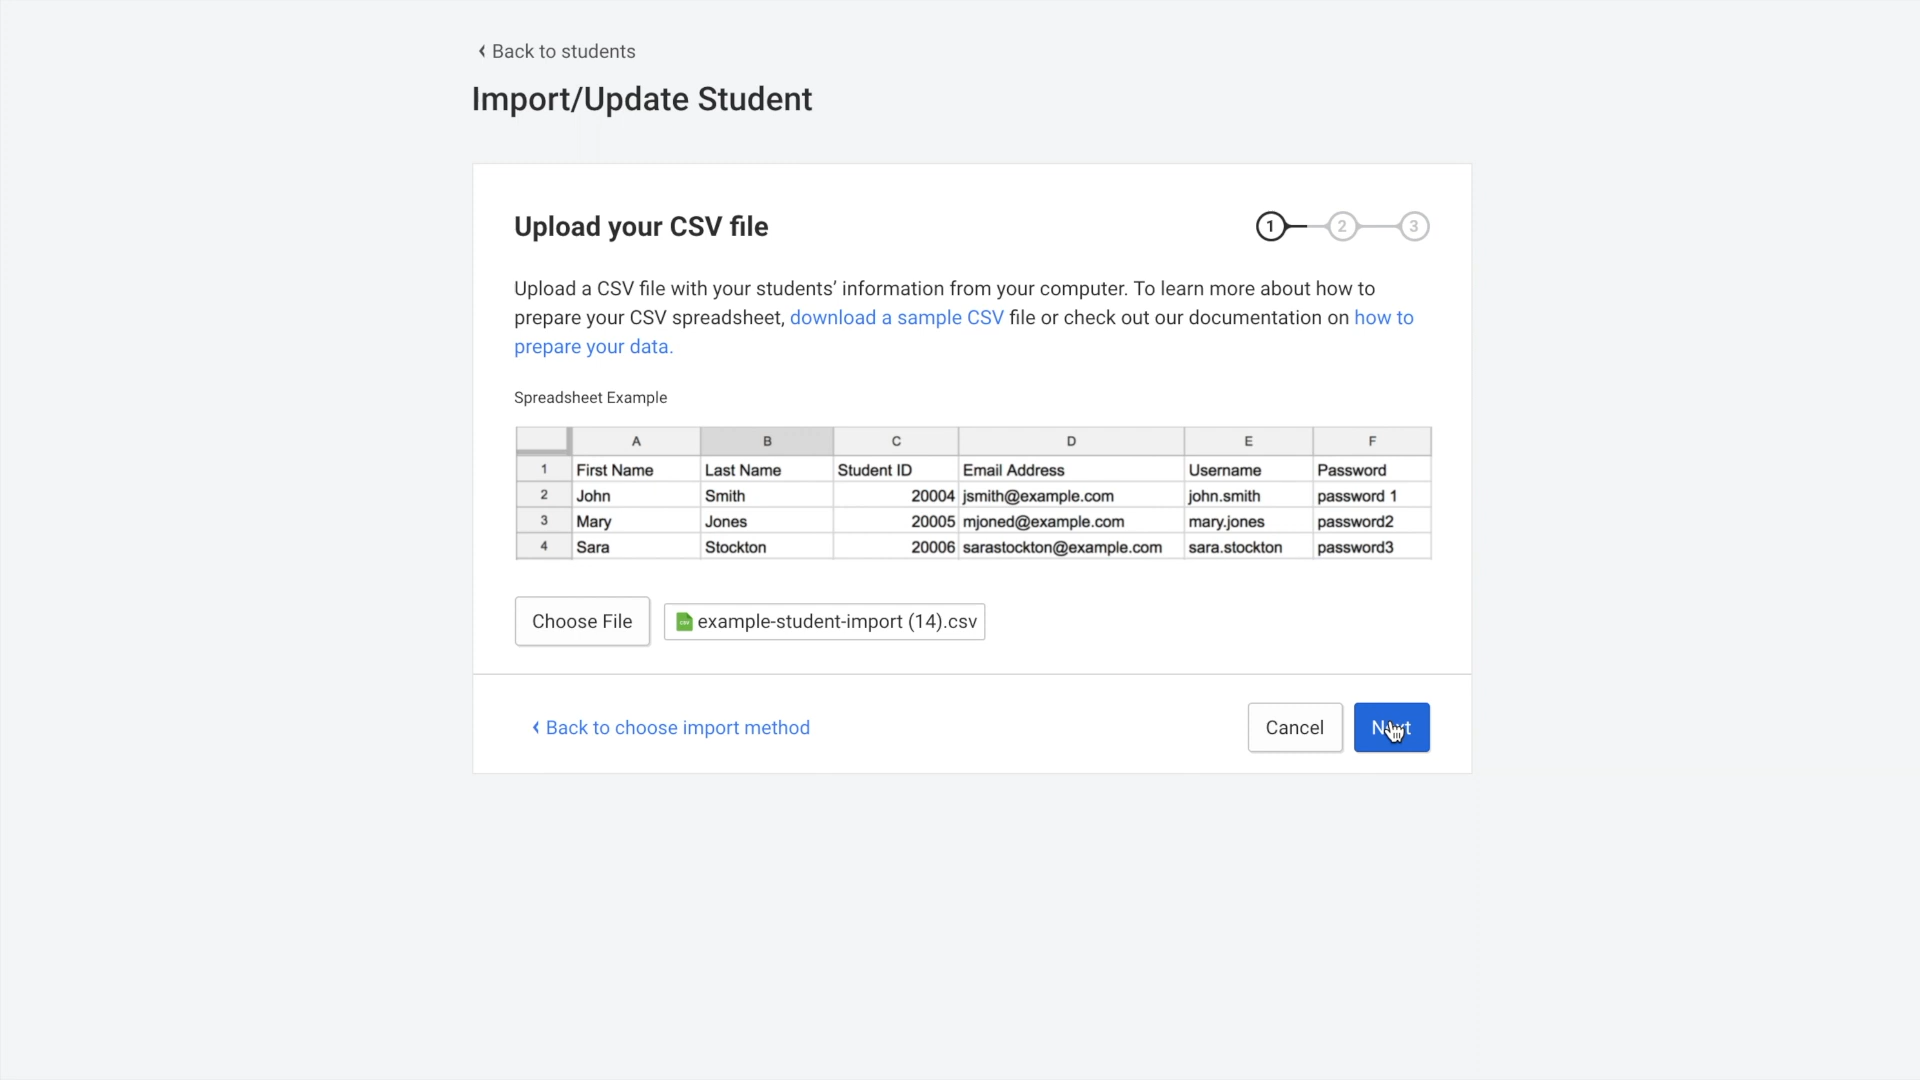 Back to students
Import/Update Student
Upload your CSV file
1 2 3
Upload a CSV file with your students’ information from your computer. To learn more about how to
prepare your CSV spreadsheet, download a sample CSV file or check out our documentation on how to
prepare your data.
Spreadsheet Example
A B C D E F
1 First Name Last Name Student ID Email Address Username Password
2 John Smith 20004 jsmith@example.com john.smith password 1
3 Mary Jones 20005 mjoned@example.com mary.jones password2
4 Sara Stockton 20006 sarastockton@example.com sara.stockton password3
Choose File csv example-student-import (14).csv
Back to choose import method Cancel Next